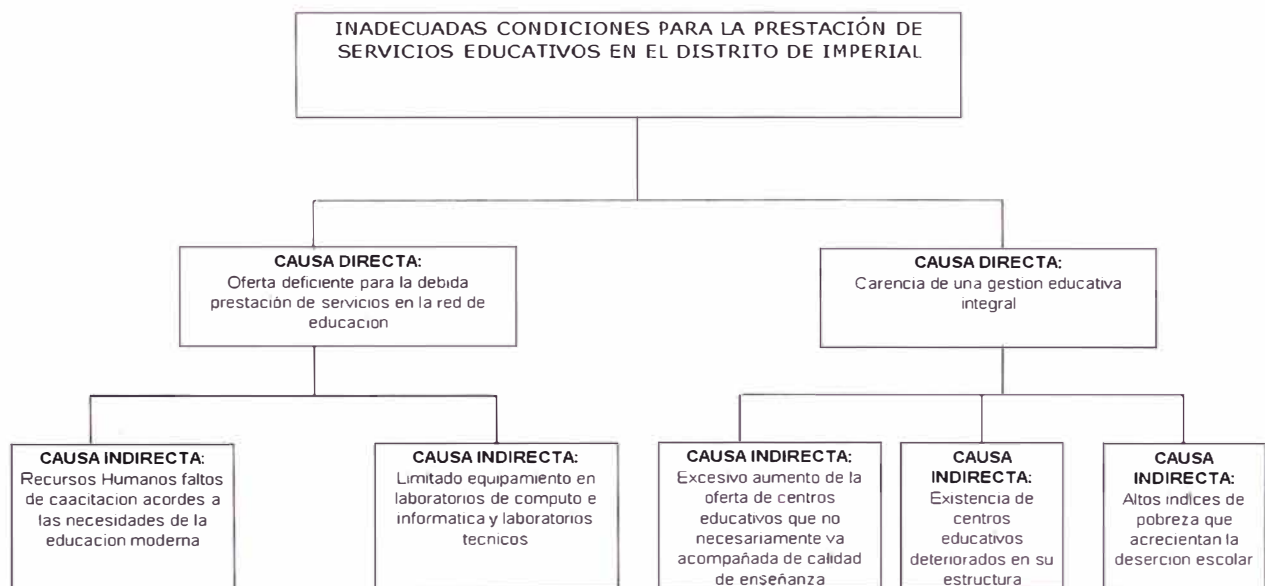 INADECUADAS CONDICIONES PARA LA PRESTACIÓN DE
SERVICIOS EDUCATIVOS EN EL DISTRITO DE IMPERIAL
CAUSA DIRECTA:
Oferta deficiente para la debida
prestación de servicios en la red de
educacion
CAUSA DIRECTA:
Carencia de una gestion educativa
integral
CAUSA INDIRECTA:
Recursos Humanos faltos
de caacitacion acordes a
las necesidades de la
educacion moderna
CAUSA INDIRECTA:
Limitado equipamiento en
laboratorios de computo e
informatica y laboratorios
tecnicos
CAUSA INDIRECTA:
Excesivo aumento de la
oferta de centros
educativos que no
necesariamente va
acompañada de calidad
de enseñanza
CAUSA
INDIRECTA:
Existencia de
centros
educativos
deteriorados en su
estructura
CAUSA
INDIRECTA:
Altos indices de
pobreza que
acrecientan la
desercion escolar